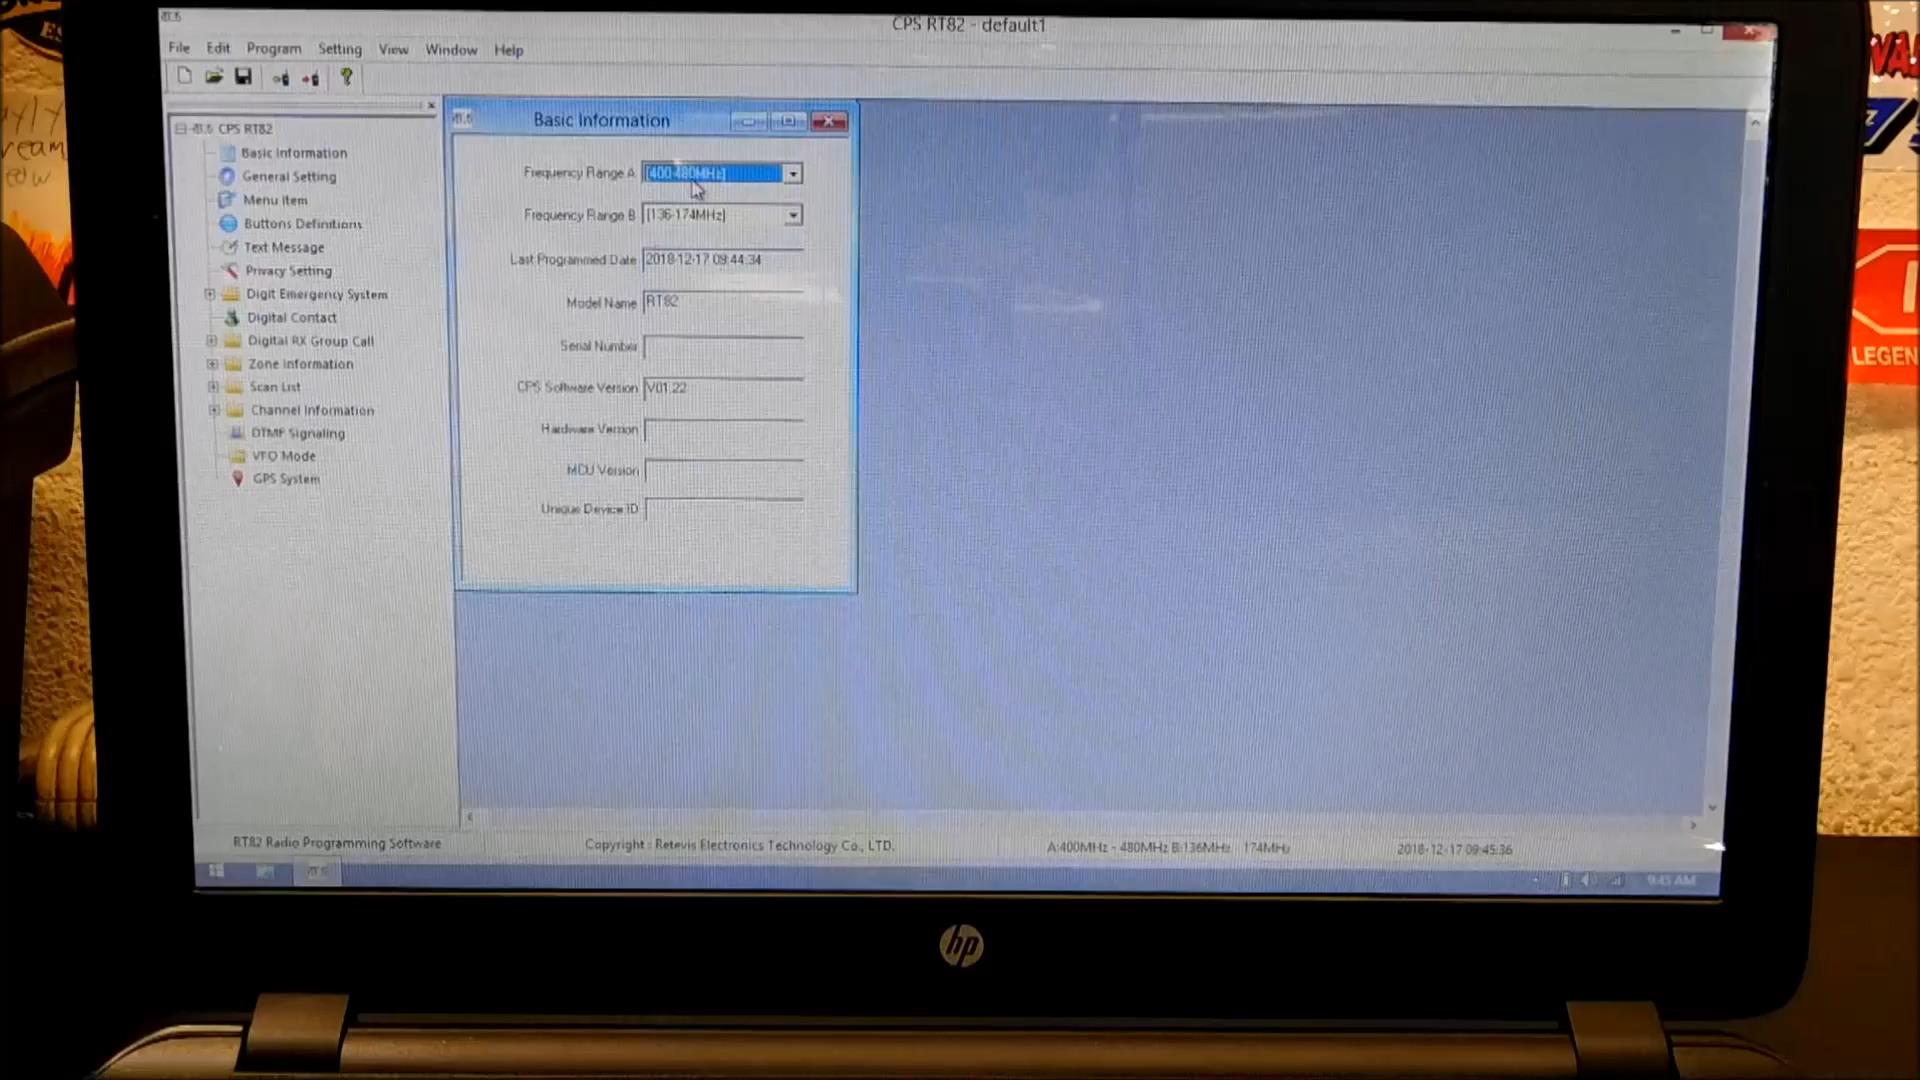 CPS RT82 - default1
File Edit Program Setting View Window Help
CPS RT82
Basic Information
General Setting
Menu Item
Buttons Definitions
Text Message
Privacy Setting
Digit Emergency System
Digital Contact
Digital RX Group Call
Zone Information
Scan List
Channel Information
DTMF Signaling
VFO Mode
GPS System
Basic Information
Frequency Range A [400-480MHz]
Frequency Range B [136-174MHz]
Last Programmed Date 2018-12-17 09:44:34
Model Name RT82
Serial Number
CPS Software Version V01.22
Hardware Version
MCU Version
Unique Device ID
RT82 Radio Programming Software
Copyright : Retevis Electronics Technology Co., LTD.
A:400MHz - 480MHz B:136MHz - 174MHz
2018-12-17 09:45:36
9:45 AM
hp
LEGEN